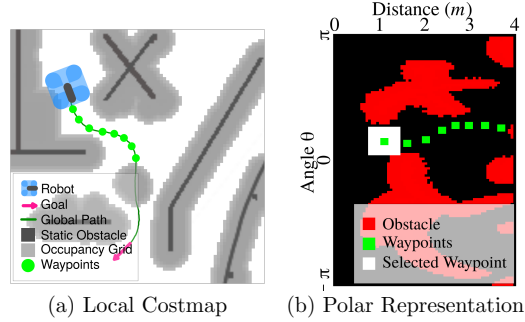 Robot
Goal
Global Path
Static Obstacle
Occupancy Grid
Waypoints
(a) Local Costmap
Distance (m)
0 1 2 3 4
π
Angle θ
0
-π
Obstacle
Waypoints
Selected Waypoint
(b) Polar Representation